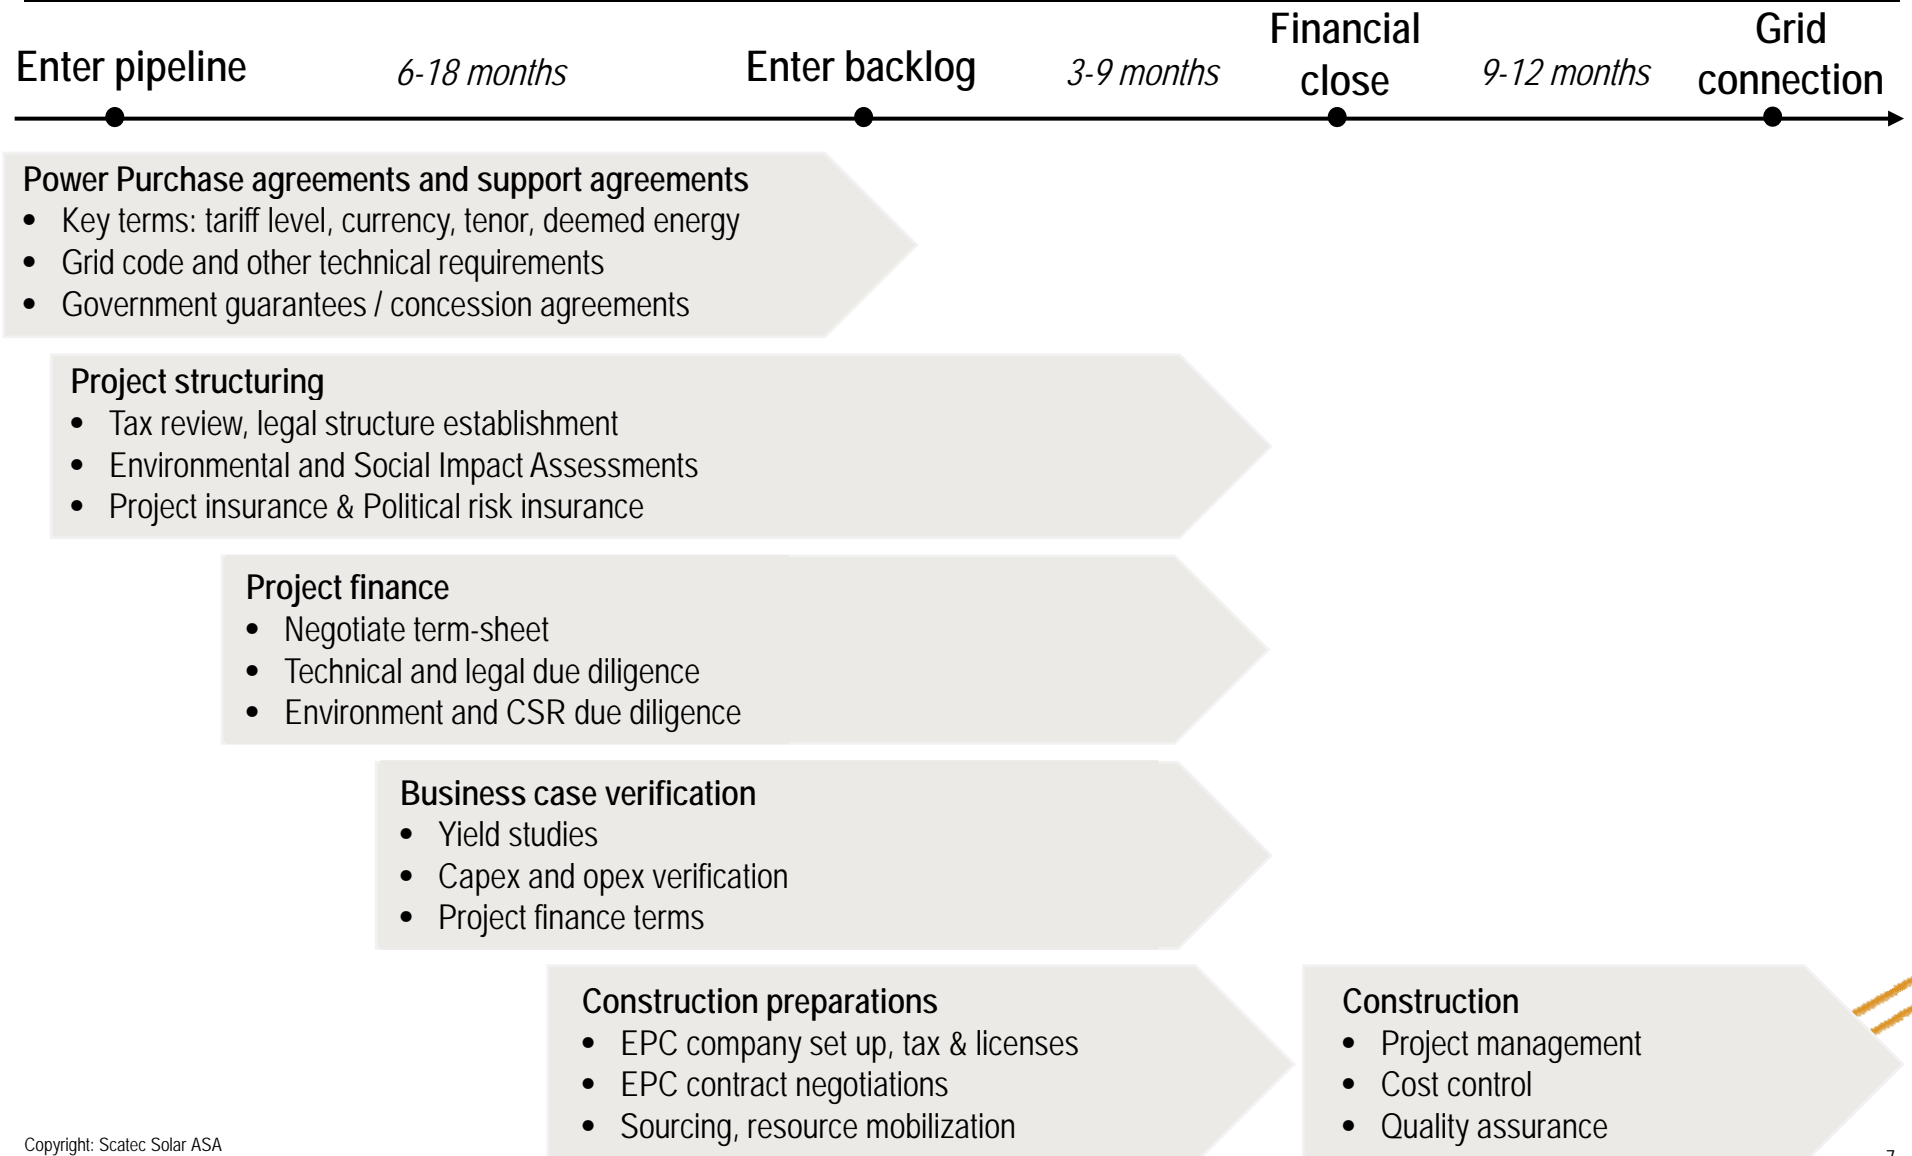 Enter pipeline
6-18 months
Enter backlog
3-9 months
Financial
close
9-12 months
Grid
connection
Power Purchase agreements and support agreements
• Key terms: tariff level, currency, tenor, deemed energy
• Grid code and other technical requirements
• Government guarantees / concession agreements
Project structuring
• Tax review, legal structure establishment
• Environmental and Social Impact Assessments
• Project insurance & Political risk insurance
Project finance
• Negotiate term-sheet
• Technical and legal due diligence
• Environment and CSR due diligence
Business case verification
• Yield studies
• Capex and opex verification
• Project finance terms
Construction preparations
• EPC company set up, tax & licenses
• EPC contract negotiations
• Sourcing, resource mobilization
Construction
• Project management
• Cost control
• Quality assurance
Copyright: Scatec Solar ASA